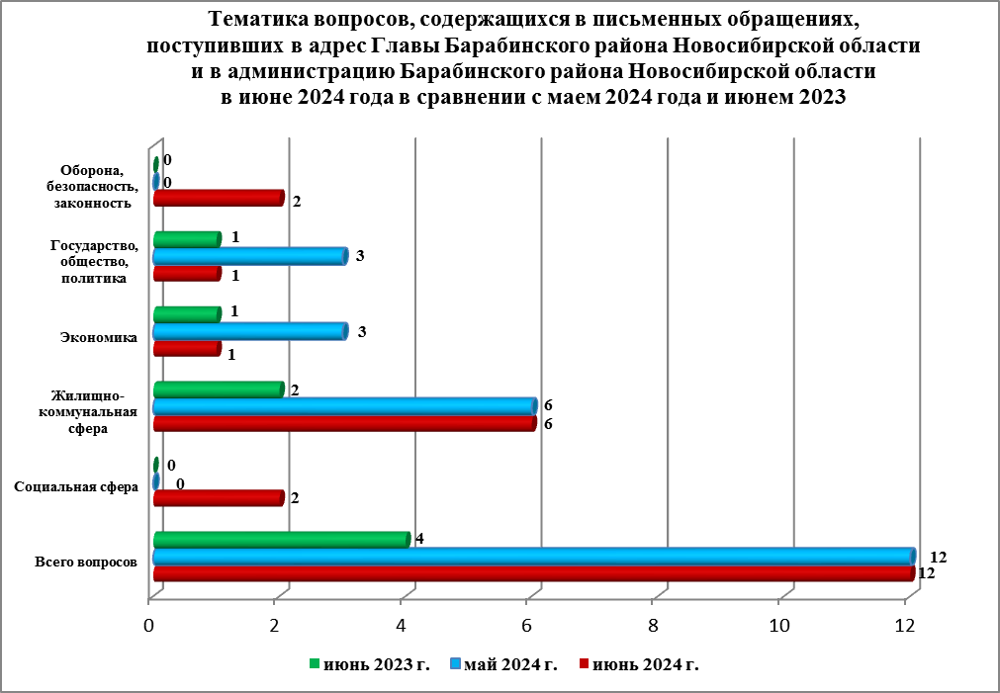 Тематика вопросов, содержащихся в письменных обращениях,
поступивших в адрес Главы Барабинского района Новосибирской области
и в администрацию Барабинского района Новосибирской области
в июне 2024 года в сравнении с маем 2024 года и июнем 2023
Оборона,
безопасность,
законность
0
0
2
Государство,
общество,
политика
1
3
1
Экономика
1
3
1
Жилищно-
коммунальная
сфера
2
6
6
Социальная сфера
0
0
2
Всего вопросов
4
12
12
0 2 4 6 8 10 12
июнь 2023 г. май 2024 г. июнь 2024 г.